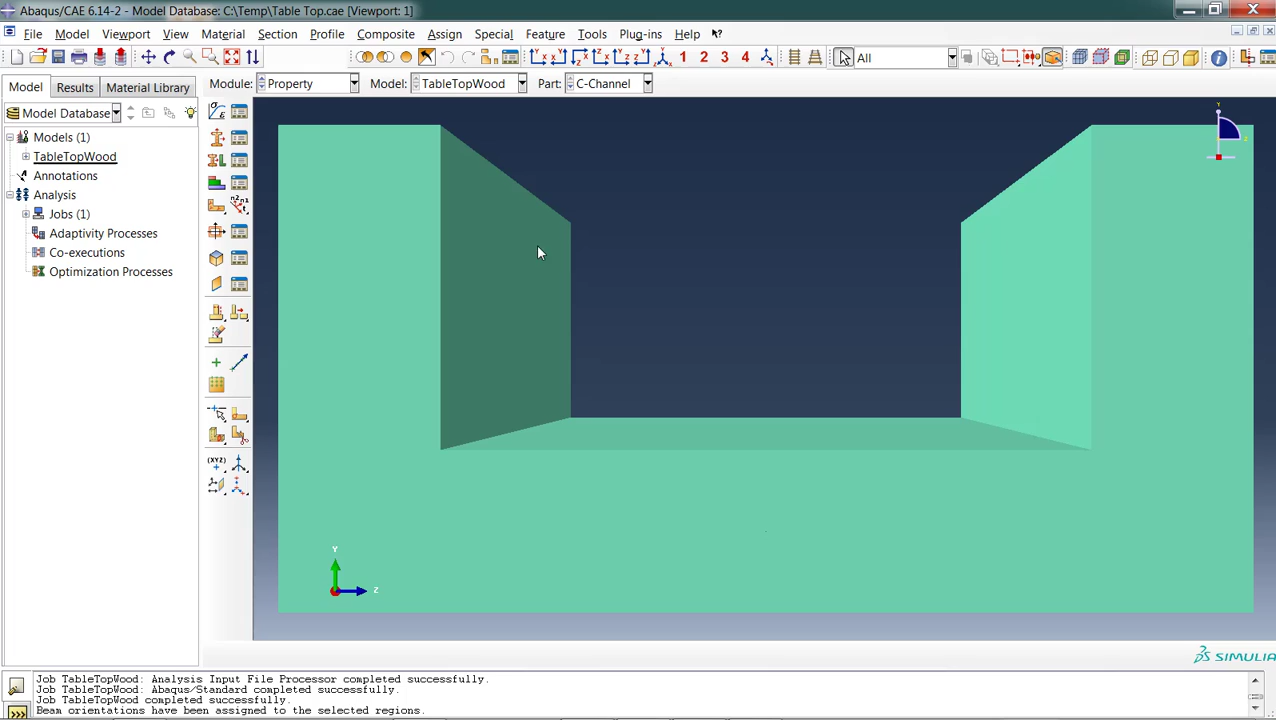 Abaqus/CAE 6.14-2 - Model Database: C:\Temp\Table Top.cae [Viewport: 1]
File Model Viewport View Material Section Profile Composite Assign Special Feature Tools Plug-ins Help
1 2 3 4 All
Model Results Material Library Module: Property Model: TableTopWood Part: C-Channel
Model Database
Models (1)
TableTopWood
Annotations
Analysis
Jobs (1)
Adaptivity Processes
Co-executions
Optimization Processes
Y
Z
Y
Z
SIMULIA
Job TableTopWood: Analysis Input File Processor completed successfully.
Job TableTopWood: Abaqus/Standard completed successfully.
Job TableTopWood completed successfully.
Beam orientations have been assigned to the selected regions.